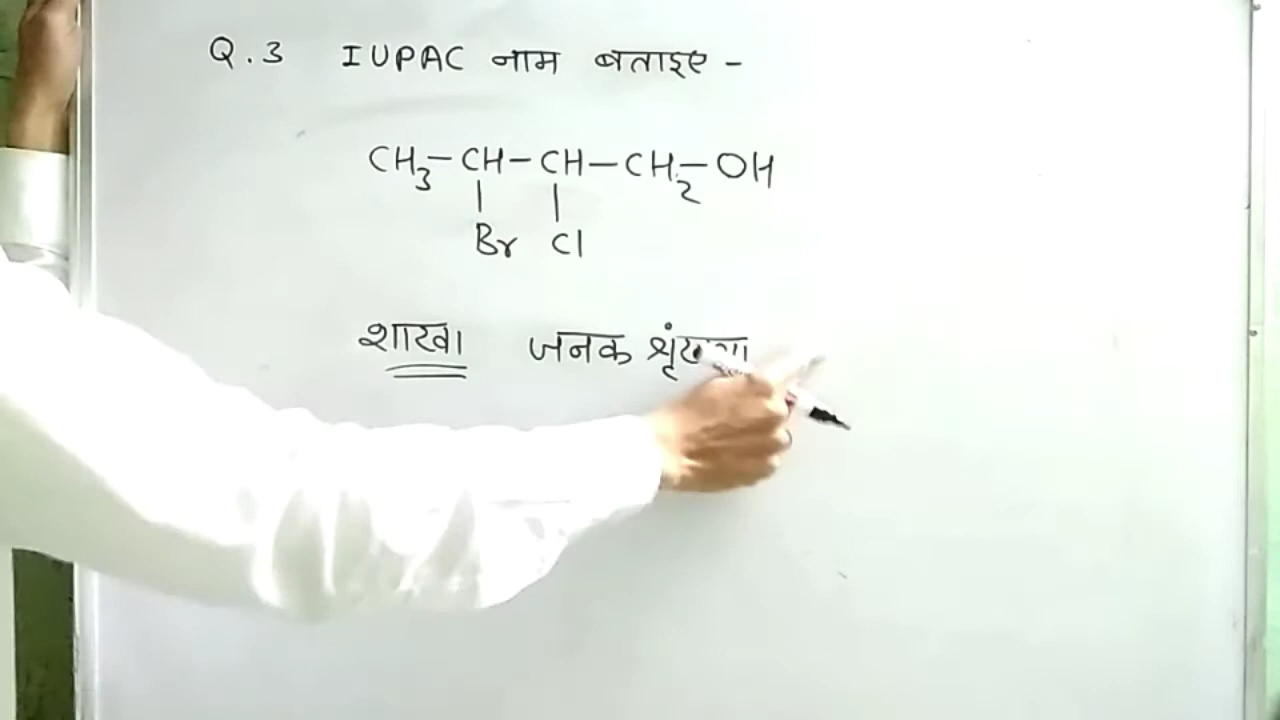 Q.3 IUPAC नाम बताइए -
CH3-CH-CH-CH2-OH
| |
Br Cl
शाखा जनक